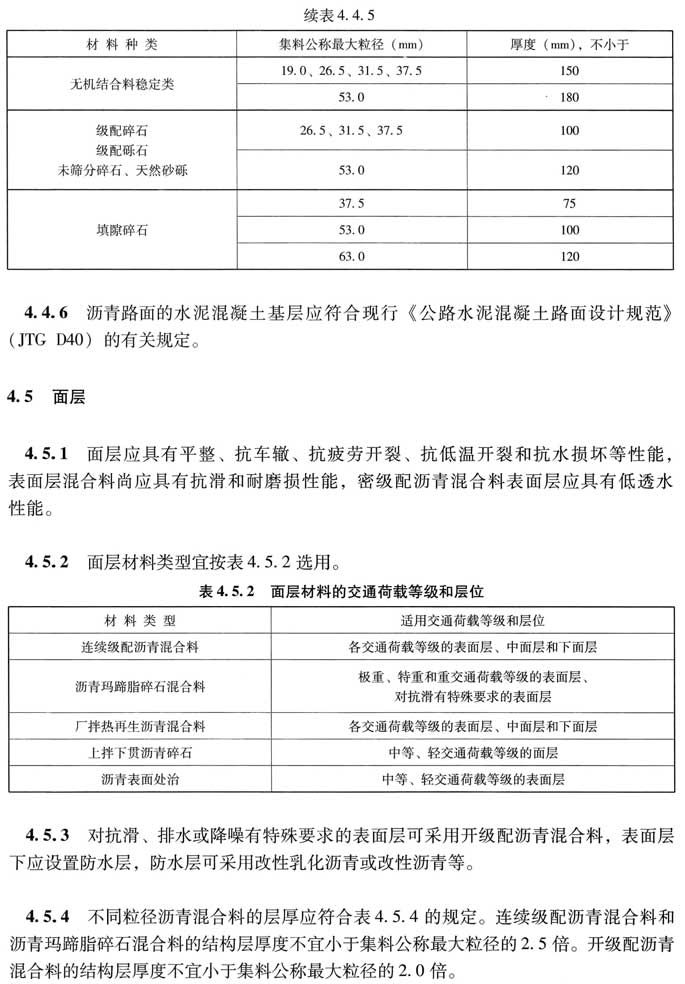 续表4.4.5
材料种类 集料公称最大粒径（mm） 厚度（mm），不小于
无机结合料稳定类 19.0、26.5、31.5、37.5 150
53.0 180
级配碎石
级配砾石
未筛分碎石、天然砂砾 26.5、31.5、37.5 100
53.0 120
填隙碎石 37.5 75
53.0 100
63.0 120
4.4.6 沥青路面的水泥混凝土基层应符合现行《公路水泥混凝土路面设计规范》
（JTG D40）的有关规定。
4.5 面层
4.5.1 面层应具有平整、抗车辙、抗疲劳开裂、抗低温开裂和抗水损坏等性能，
表面层混合料尚应具有抗滑和耐磨损性能，密级配沥青混合料表面层应具有低透水
性能。
4.5.2 面层材料类型宜按表4.5.2选用。
表4.5.2 面层材料的交通荷载等级和层位
材料类型 适用交通荷载等级和层位
连续级配沥青混合料 各交通荷载等级的表面层、中面层和下面层
沥青玛蹄脂碎石混合料 极重、特重和重交通荷载等级的表面层、
对抗滑有特殊要求的表面层
厂拌热再生沥青混合料 各交通荷载等级的表面层、中面层和下面层
上拌下贯沥青碎石 中等、轻交通荷载等级的面层
沥青表面处治 中等、轻交通荷载等级的表面层
4.5.3 对抗滑、排水或降噪有特殊要求的表面层可采用开级配沥青混合料，表面层
下应设置防水层，防水层可采用改性乳化沥青或改性沥青等。
4.5.4 不同粒径沥青混合料的层厚应符合表4.5.4的规定。连续级配沥青混合料和
沥青玛蹄脂碎石混合料的结构层厚度不宜小于集料公称最大粒径的2.5倍。开级配沥青
混合料的结构层厚度不宜小于集料公称最大粒径的2.0倍。